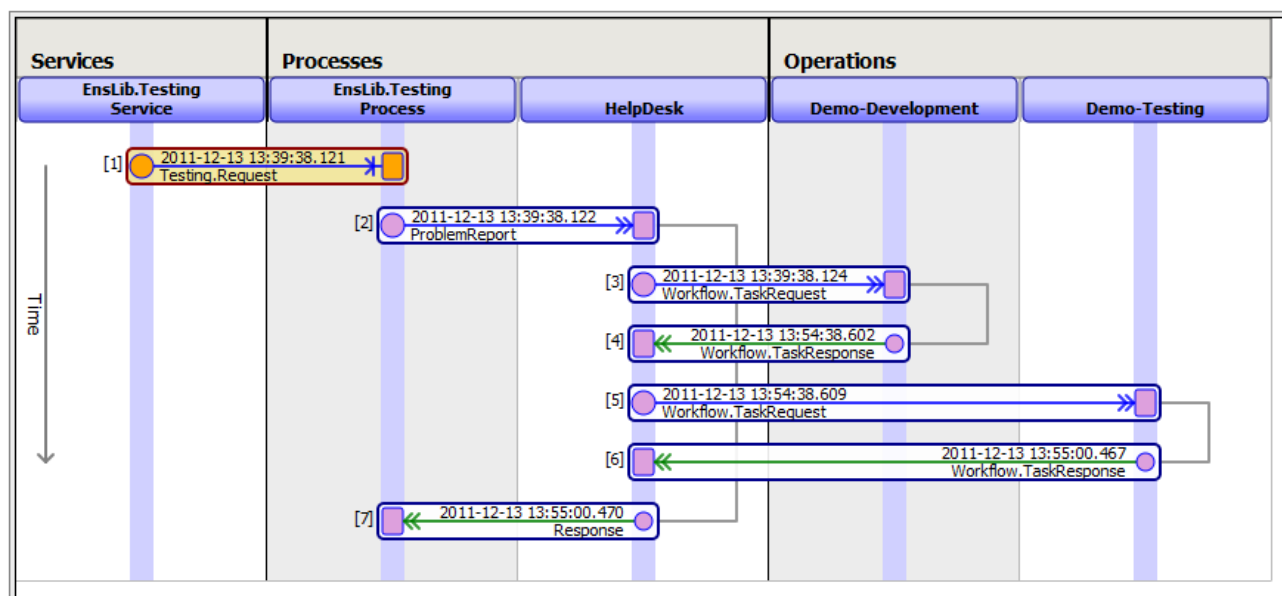 Services
Processes
Operations
EnsLib.Testing
Service
EnsLib.Testing
Process
HelpDesk
Demo-Development
Demo-Testing
Time
[1]
2011-12-13 13:39:38.121
Testing.Request
[2]
2011-12-13 13:39:38.122
ProblemReport
[3]
2011-12-13 13:39:38.124
Workflow.TaskRequest
[4]
2011-12-13 13:54:38.602
Workflow.TaskResponse
[5]
2011-12-13 13:54:38.609
Workflow.TaskRequest
[6]
2011-12-13 13:55:00.467
Workflow.TaskResponse
[7]
2011-12-13 13:55:00.470
Response